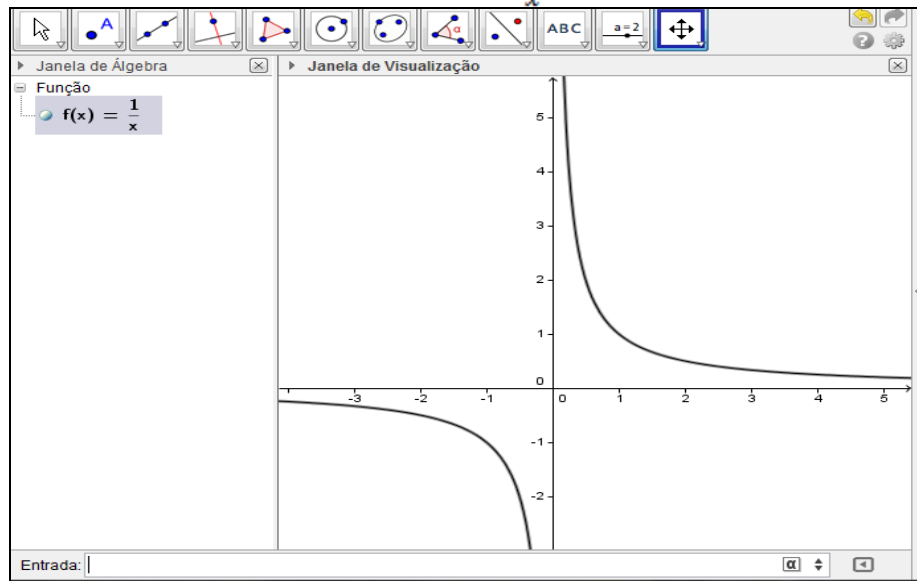 x
A
α
ABC
a=2
Janela de Álgebra
Janela de Visualização
Função
f(x) = 1/x
5
4
3
2
1
0
-3 -2 -1 0 1 2 3 4 5
-1
-2
Entrada:
α